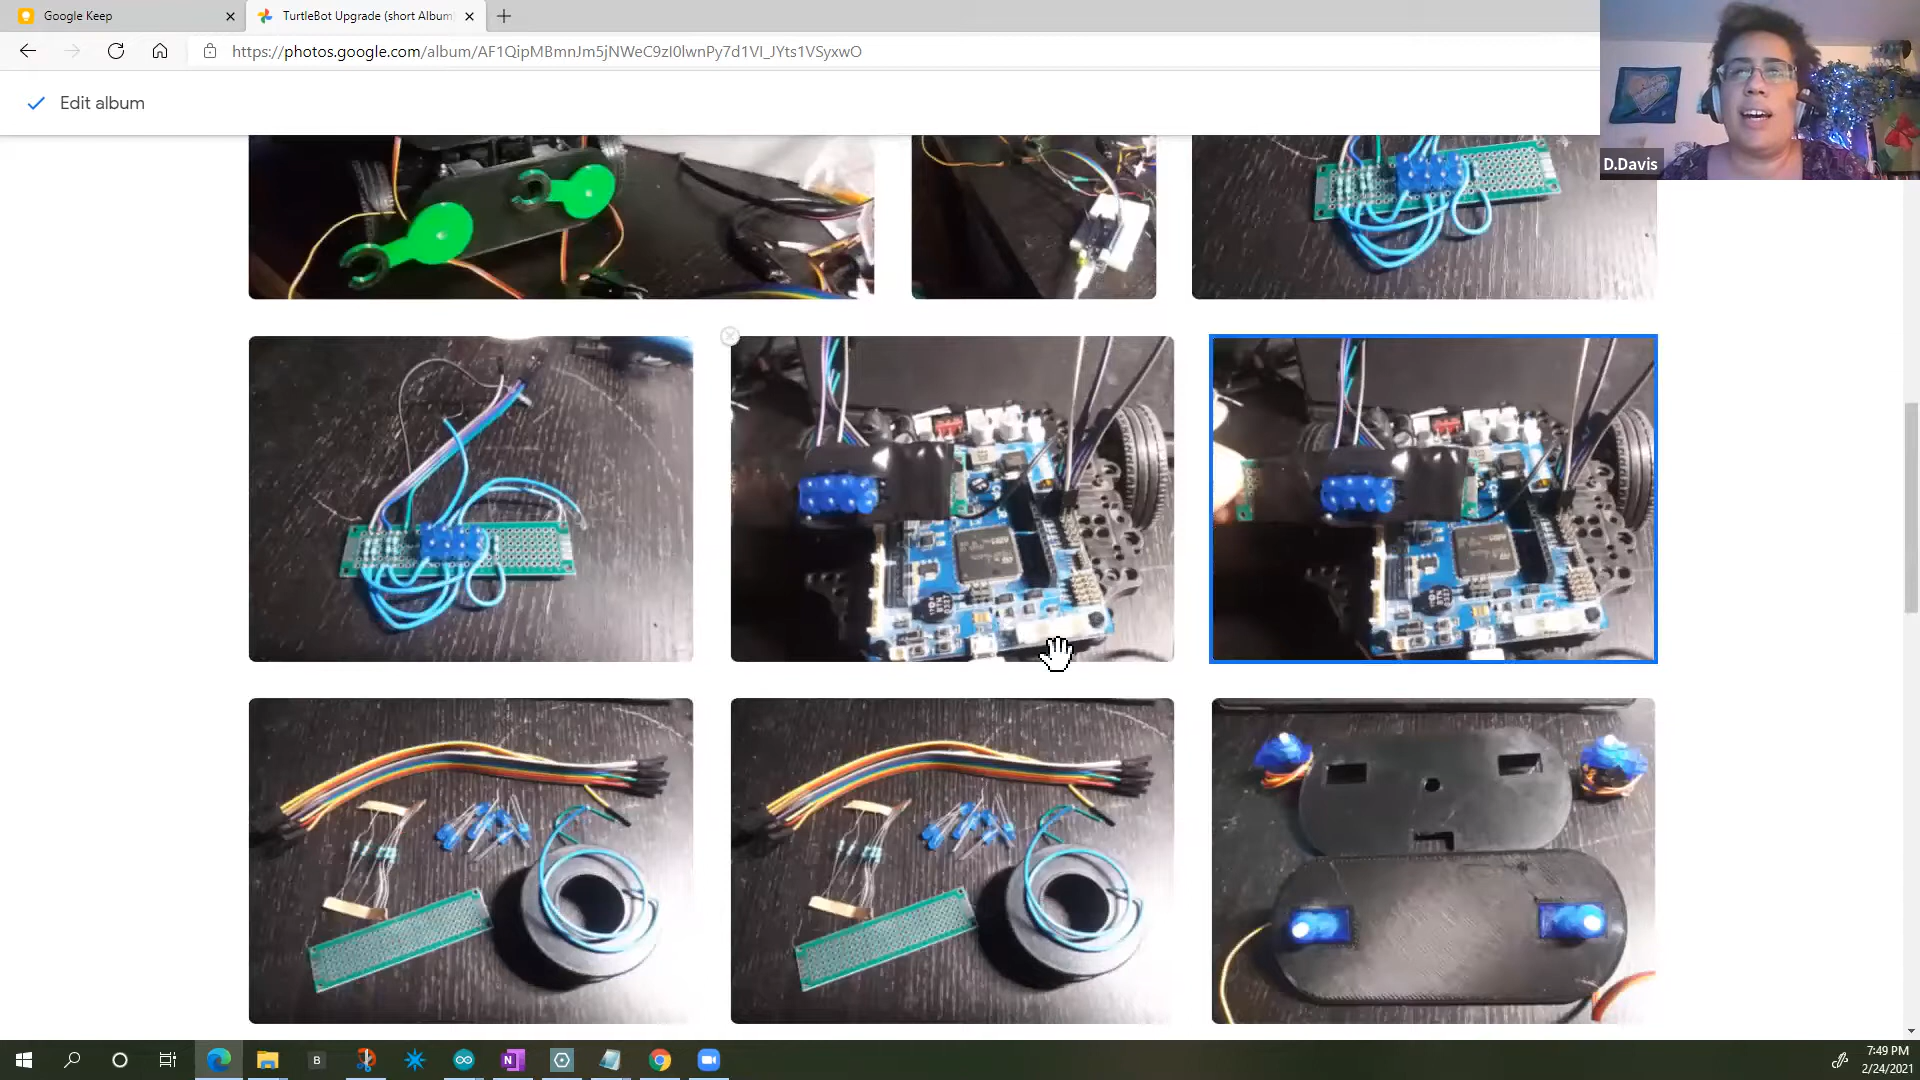 Google Keep
TurtleBot Upgrade (short Album)
https://photos.google.com/album/AF1QipMBmnJm5jNWeC9zI0lwnPy7d1VI_JYts1VSyxwO
Edit album
D.Davis
B
N
7:49 PM
2/24/2021